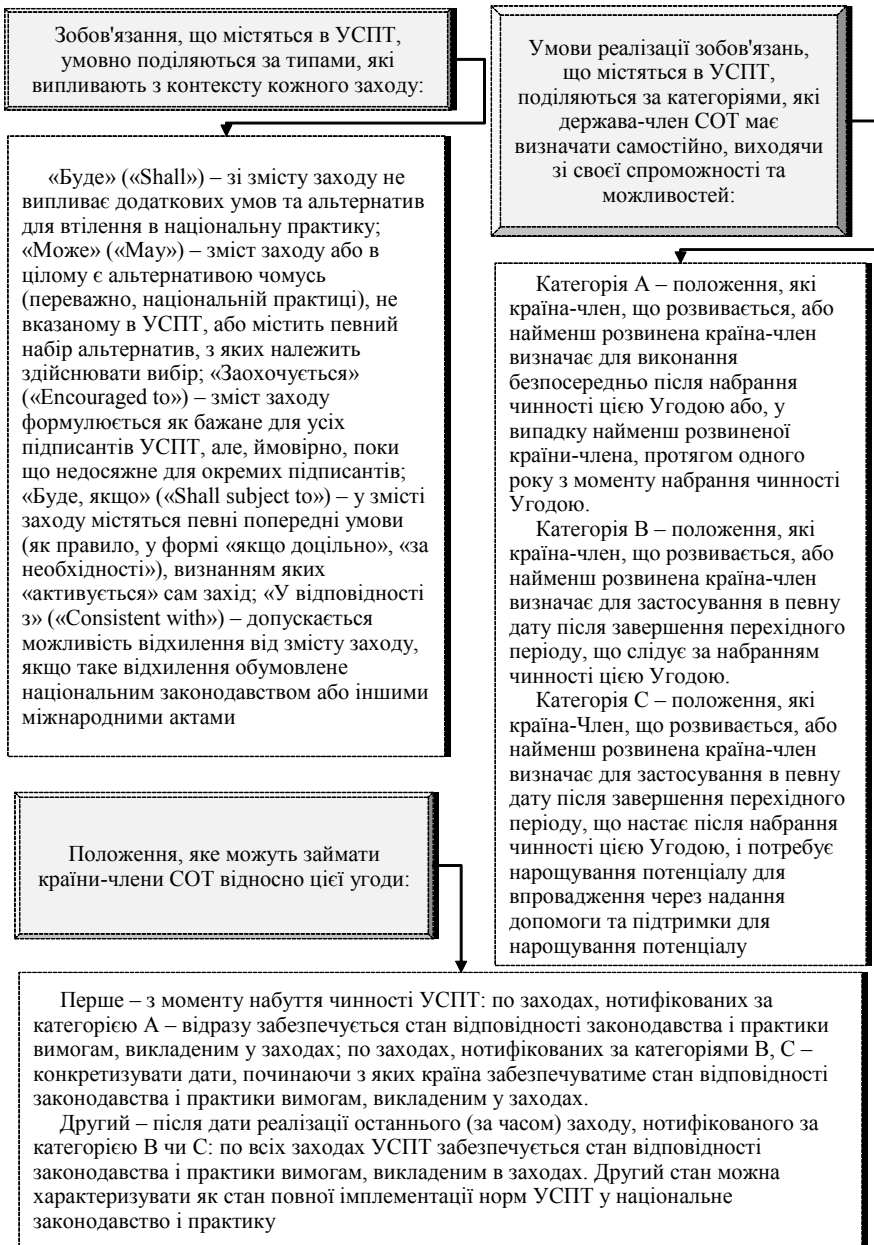 Зобов'язання, що містяться в УСПТ,
умовно поділяються за типами, які
випливають з контексту кожного заходу:
«Буде» («Shall») – зі змісту заходу не
випливає додаткових умов та альтернатив
для втілення в національну практику;
«Може» («May») – зміст заходу або в
цілому є альтернативою чомусь
(переважно, національній практиці), не
вказаному в УСПТ, або містить певний
набір альтернатив, з яких належить
здійснювати вибір; «Заохочується»
(«Encouraged to») – зміст заходу
формулюється як бажане для усіх
підписантів УСПТ, але, ймовірно, поки
що недосяжне для окремих підписантів;
«Буде, якщо» («Shall subject to») – у змісті
заходу містяться певні попередні умови
(як правило, у формі «якщо доцільно», «за
необхідності»), визнанням яких
«активується» сам захід; «У відповідності
з» («Consistent with») – допускається
можливість відхилення від змісту заходу,
якщо таке відхилення обумовлене
національним законодавством або іншими
міжнародними актами
Умови реалізації зобов'язань,
що містяться в УСПТ,
поділяються за категоріями, які
держава-член СОТ має
визначати самостійно, виходячи
зі своєї спроможності та
можливостей:
Категорія А – положення, які
країна-член, що розвивається, або
найменш розвинена країна-член
визначає для виконання
безпосередньо після набрання
чинності цією Угодою або, у
випадку найменш розвиненої
країни-члена, протягом одного
року з моменту набрання чинності
Угодою.
Категорія В – положення, які
країна-член, що розвивається, або
найменш розвинена країна-член
визначає для застосування в певну
дату після завершення перехідного
періоду, що слідує за набранням
чинності цією Угодою.
Категорія С – положення, які
країна-Член, що розвивається, або
найменш розвинена країна-член
визначає для застосування в певну
дату після завершення перехідного
періоду, що настає після набрання
чинності цією Угодою, і потребує
нарощування потенціалу для
впровадження через надання
допомоги та підтримки для
нарощування потенціалу
Положення, яке можуть займати
країни-члени СОТ відносно цієї угоди:
Перше – з моменту набуття чинності УСПТ: по заходах, нотифікованих за
категорією А – відразу забезпечується стан відповідності законодавства і практики
вимогам, викладеним у заходах; по заходах, нотифікованих за категоріями В, С –
конкретизувати дати, починаючи з яких країна забезпечуватиме стан відповідності
законодавства і практики вимогам, викладеним у заходах.
Другий – після дати реалізації останнього (за часом) заходу, нотифікованого за
категорією В чи С: по всіх заходах УСПТ забезпечується стан відповідності
законодавства і практики вимогам, викладеним в заходах. Другий стан можна
характеризувати як стан повної імплементації норм УСПТ у національне
законодавство і практику